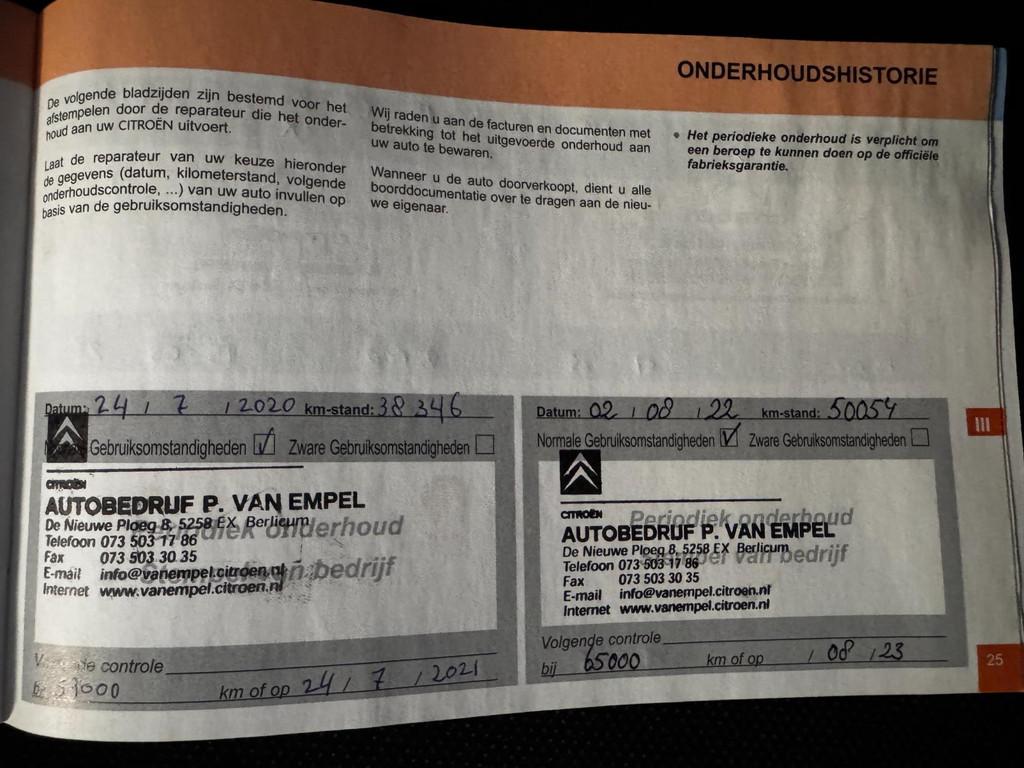 ONDERHOUDSHISTORIE
De volgende bladzijden zijn bestemd voor het
afstempelen door de reparateur die het onder-
houd aan uw CITROËN uitvoert.
Laat de reparateur van uw keuze hieronder
de gegevens (datum, kilometerstand, volgende
onderhoudscontrole, ...) van uw auto invullen op
basis van de gebruiksomstandigheden.
Wij raden u aan de facturen en documenten met
betrekking tot het uitgevoerde onderhoud aan
uw auto te bewaren.
Wanneer u de auto doorverkoopt, dient u alle
boorddocumentatie over te dragen aan de nieu-
we eigenaar.
• Het periodieke onderhoud is verplicht om
een beroep te kunnen doen op de officiële
fabrieksgarantie.
Datum: 24 / 7 / 2020 km-stand: 38 346
Gebruiksomstandigheden Zware Gebruiksomstandigheden
CITROËN
AUTOBEDRIJF P. VAN EMPEL
De Nieuwe Ploeg 8, 5258 EX Berlicum
Periodiek onderhoud
Telefoon 073 503 17 86
Fax 073 503 30 35
E-mail info@vanempel.citroen.nl
bedrijf
Internet www.vanempel.citroen.nl
controle
km of op 24 / 7 / 2021
Datum: 02 / 08 / 22 km-stand: 50054
Normale Gebruiksomstandigheden Zware Gebruiksomstandigheden
CITROËN
Periodiek onderhoud
AUTOBEDRIJF P. VAN EMPEL
De Nieuwe Ploeg 8, 5258 EX Berlicum
Stempel van bedrijf
Telefoon 073 503 17 86
Fax 073 503 30 35
E-mail info@vanempel.citroen.nl
Internet www.vanempel.citroen.nl
Volgende controle
bij 65000 km of op / 08 / 23
III
25